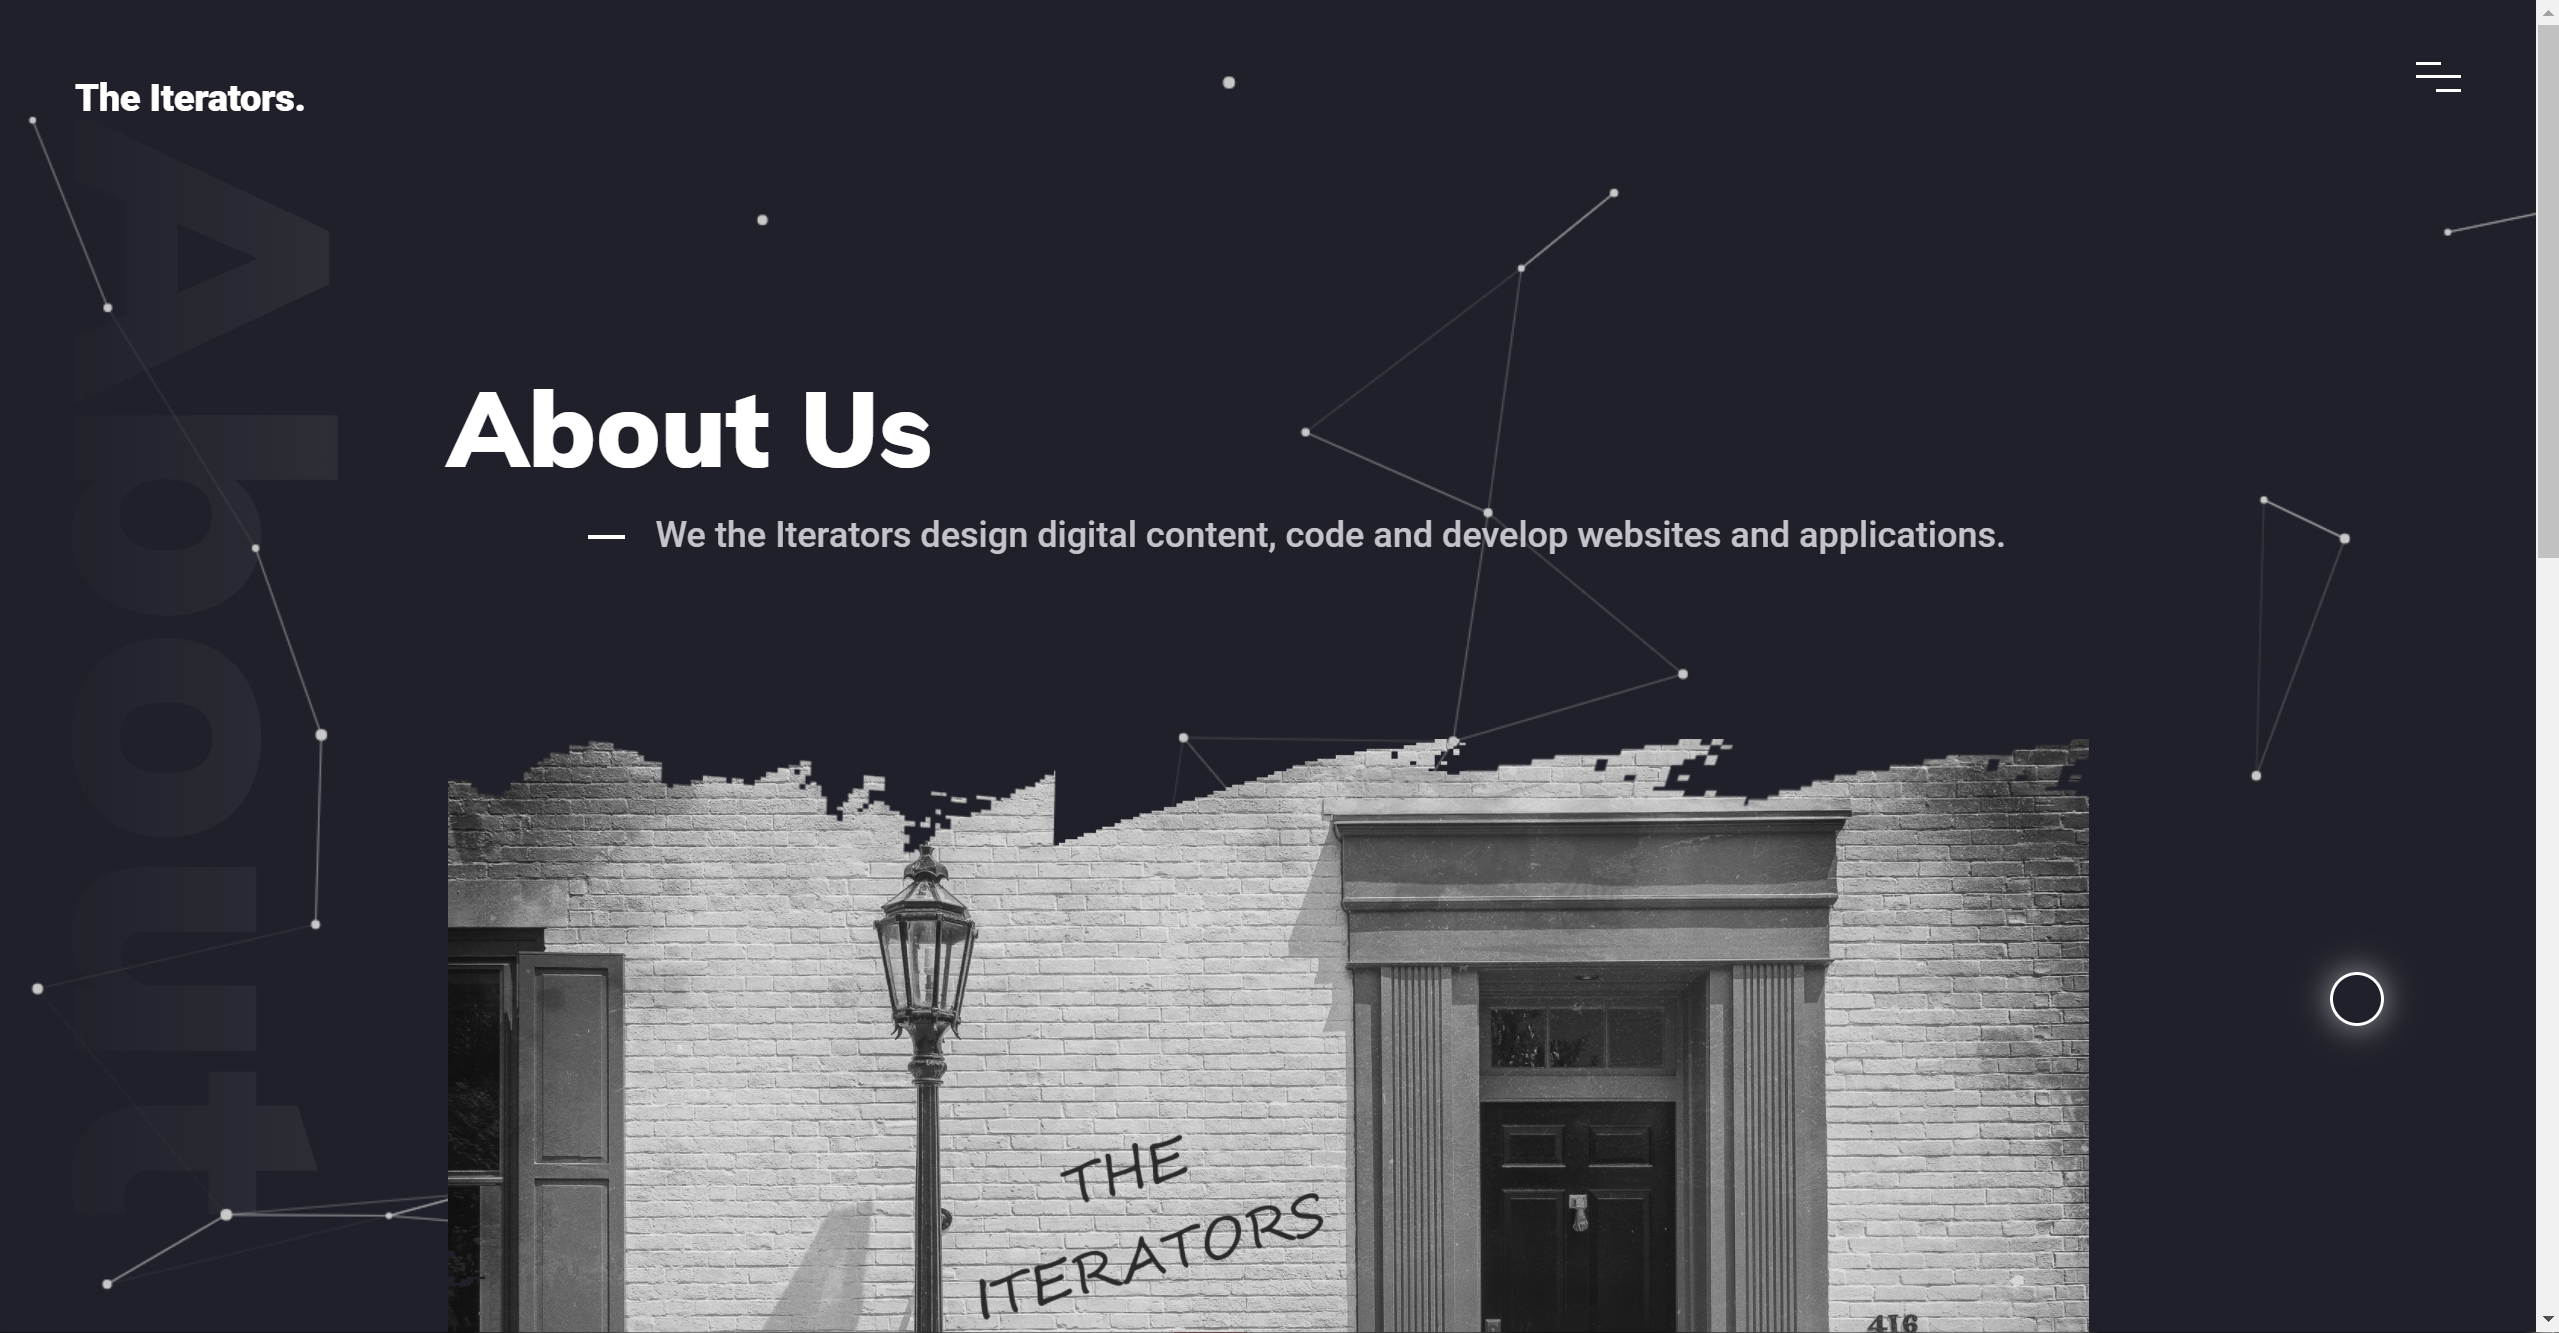 The Iterators.
About
About Us
We the Iterators design digital content, code and develop websites and applications.
THE
ITERATORS
416